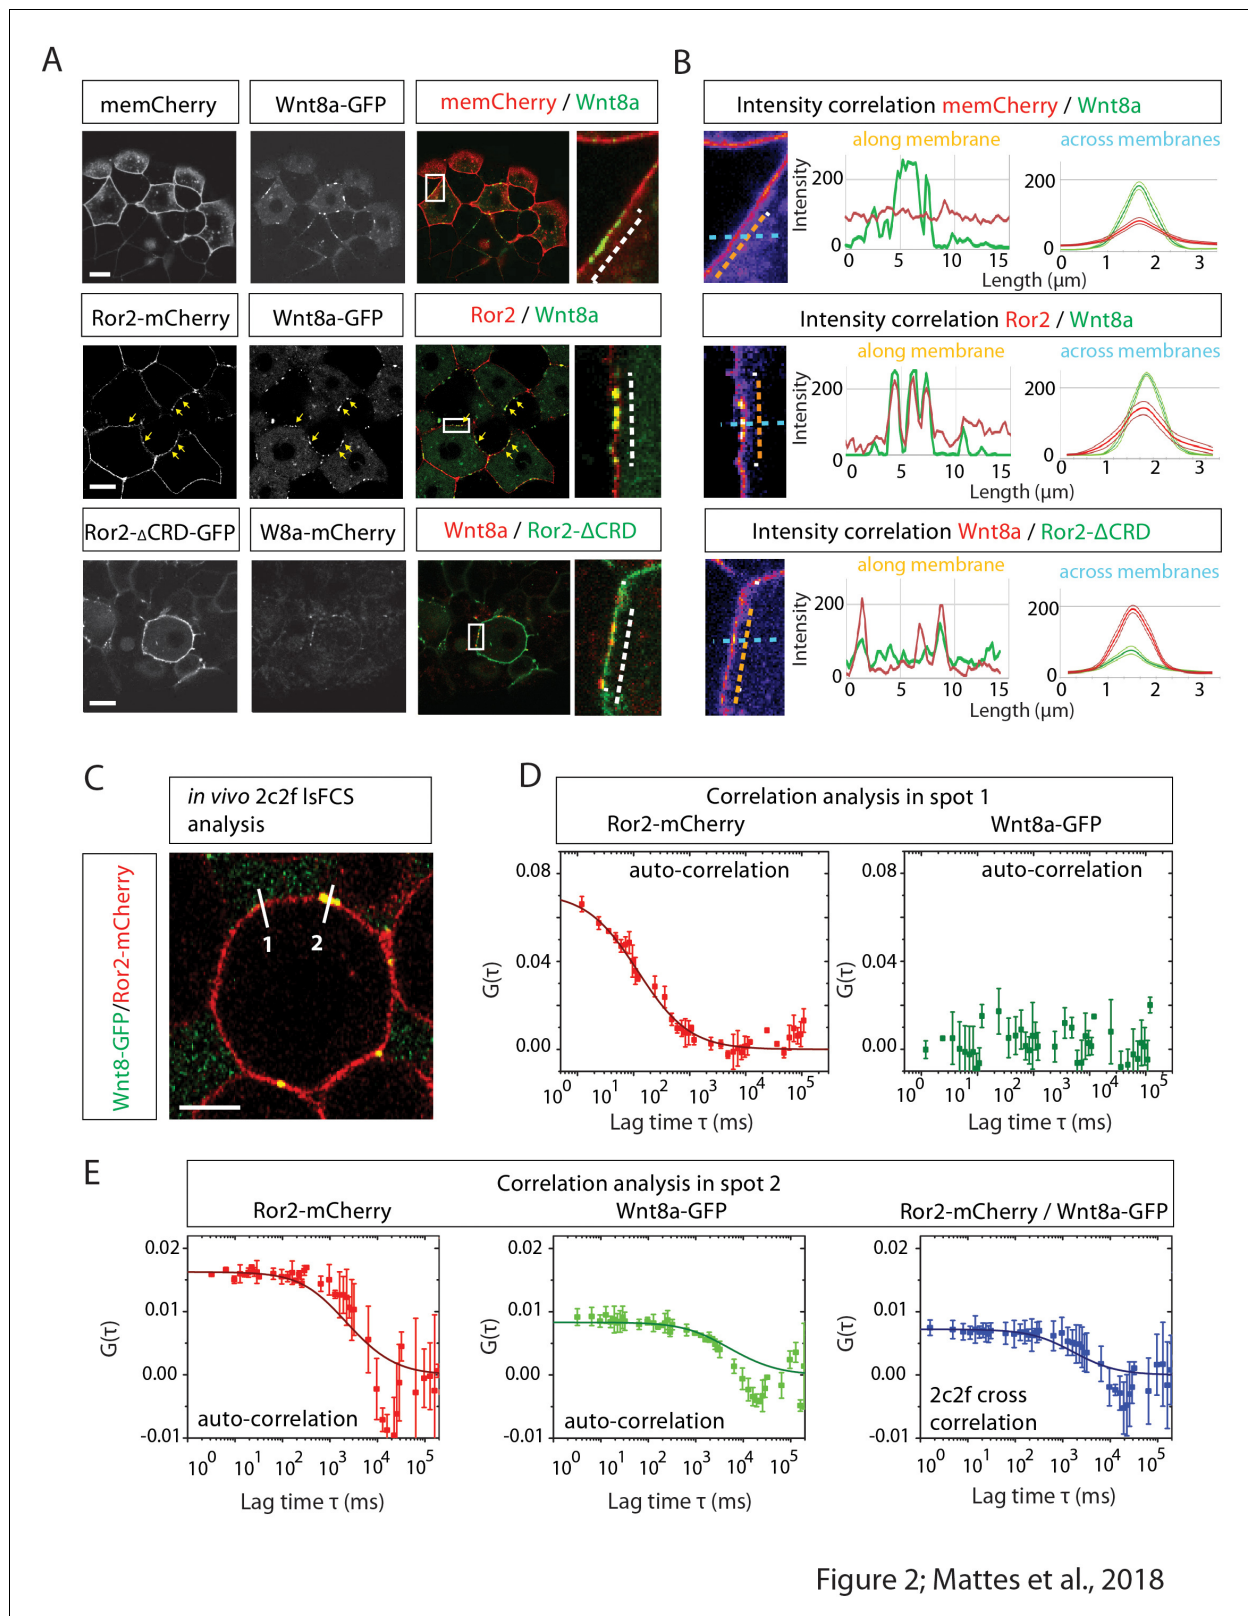 A
B
memCherry
Wnt8a-GFP
memCherry / Wnt8a
Intensity correlation memCherry / Wnt8a
along membrane
across membranes
Intensity
200
0
0
5
10
15
200
0
0
1
2
3
Length (μm)
Ror2-mCherry
Wnt8a-GFP
Ror2 / Wnt8a
Intensity correlation Ror2 / Wnt8a
along membrane
across membranes
Intensity
200
0
0
5
10
15
200
0
0
1
2
3
Length (μm)
Ror2-ΔCRD-GFP
W8a-mCherry
Wnt8a / Ror2-ΔCRD
Intensity correlation Wnt8a / Ror2-ΔCRD
along membrane
across membranes
Intensity
200
0
0
5
10
15
200
0
0
1
2
3
Length (μm)
C
in vivo 2c2f lsFCS
analysis
Wnt8-GFP/Ror2-mCherry
1
2
D
Correlation analysis in spot 1
Ror2-mCherry
Wnt8a-GFP
auto-correlation
auto-correlation
G(τ)
0.08
0.04
0.00
10⁰ 10¹ 10² 10³ 10⁴ 10⁵
Lag time τ (ms)
G(τ)
0.08
0.04
0.00
10⁰ 10¹ 10² 10³ 10⁴ 10⁵
Lag time τ (ms)
E
Correlation analysis in spot 2
Ror2-mCherry
Wnt8a-GFP
Ror2-mCherry / Wnt8a-GFP
G(τ)
0.02
0.01
0.00
-0.01
auto-correlation
10⁰ 10¹ 10² 10³ 10⁴ 10⁵
Lag time τ (ms)
G(τ)
0.02
0.01
0.00
-0.01
auto-correlation
10⁰ 10¹ 10² 10³ 10⁴ 10⁵
Lag time τ (ms)
G(τ)
0.02
0.01
0.00
-0.01
2c2f cross
correlation
10⁰ 10¹ 10² 10³ 10⁴ 10⁵
Lag time τ (ms)
Figure 2; Mattes et al., 2018